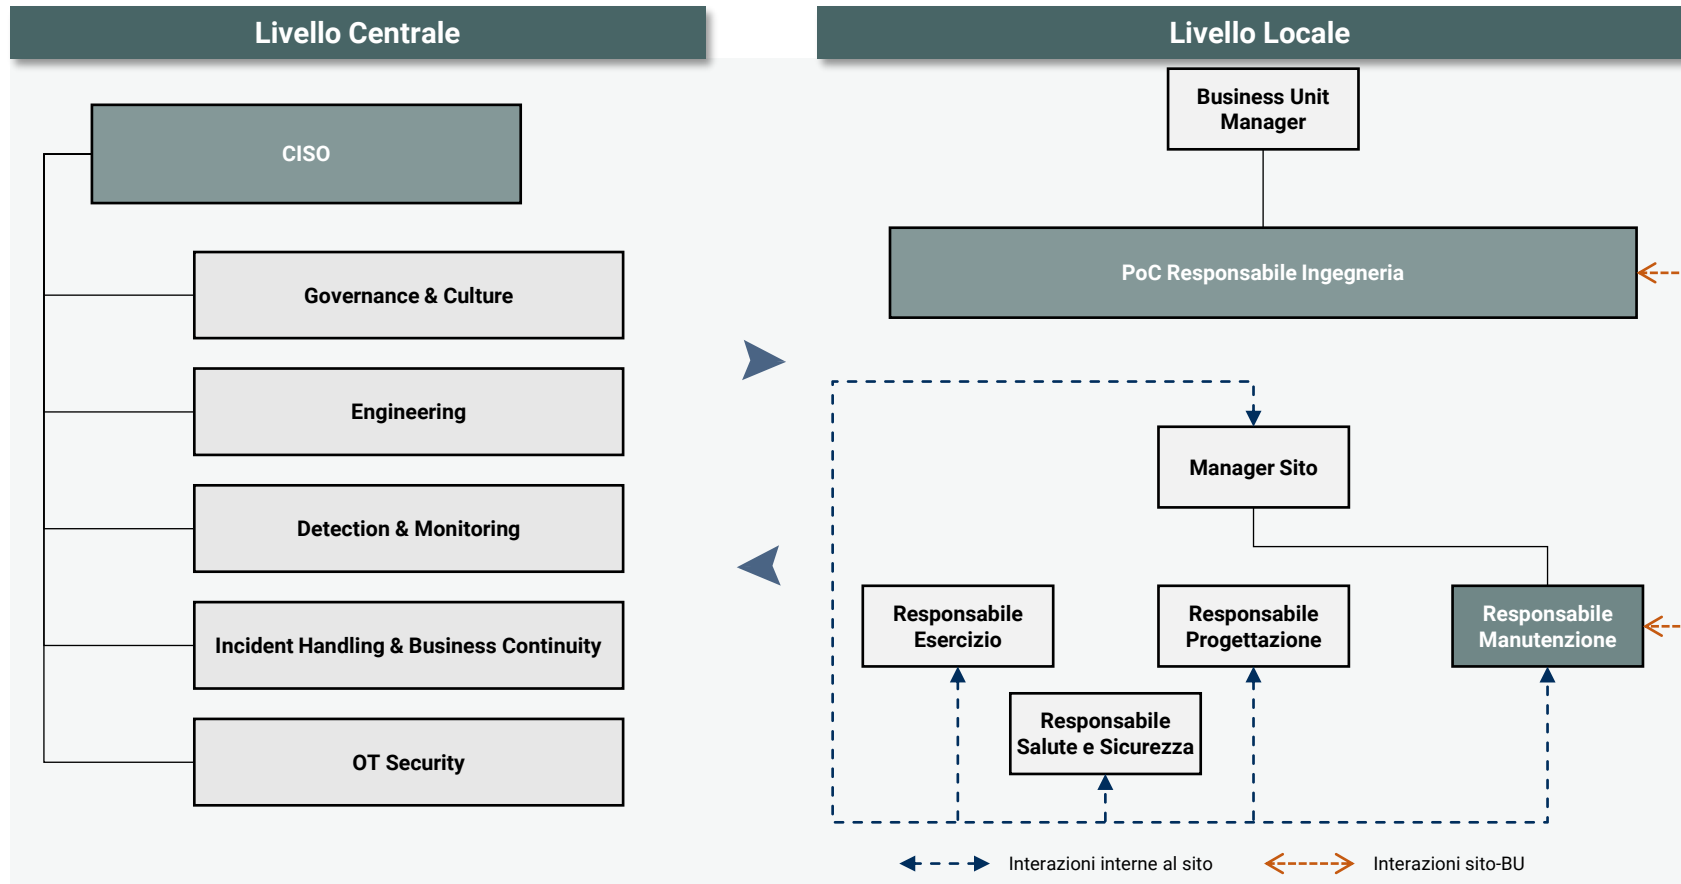 Livello Centrale
CISO
Governance & Culture
Engineering
Detection & Monitoring
Incident Handling & Business Continuity
OT Security
Livello Locale
Business Unit
Manager
PoC Responsabile Ingegneria
Manager Sito
Responsabile
Esercizio
Responsabile
Progettazione
Responsabile
Manutenzione
Responsabile
Salute e Sicurezza
Interazioni interne al sito
Interazioni sito-BU